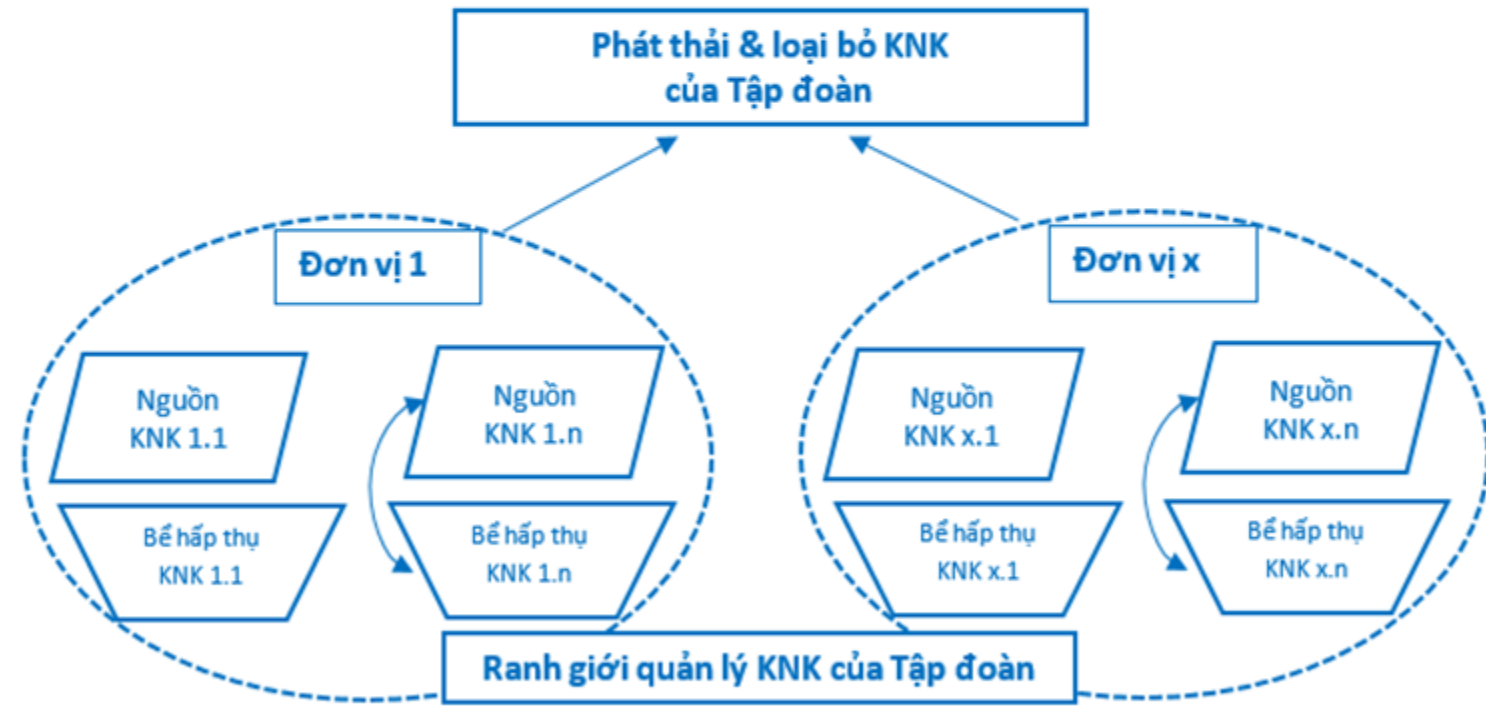 Phát thải & loại bỏ KNK
của Tập đoàn
Đơn vị 1
Nguồn
KNK 1.1
Nguồn
KNK 1.n
Bể hấp thụ
KNK 1.1
Bể hấp thụ
KNK 1.n
Đơn vị x
Nguồn
KNK x.1
Nguồn
KNK x.n
Bể hấp thụ
KNK x.1
Bể hấp thụ
KNK x.n
Ranh giới quản lý KNK của Tập đoàn